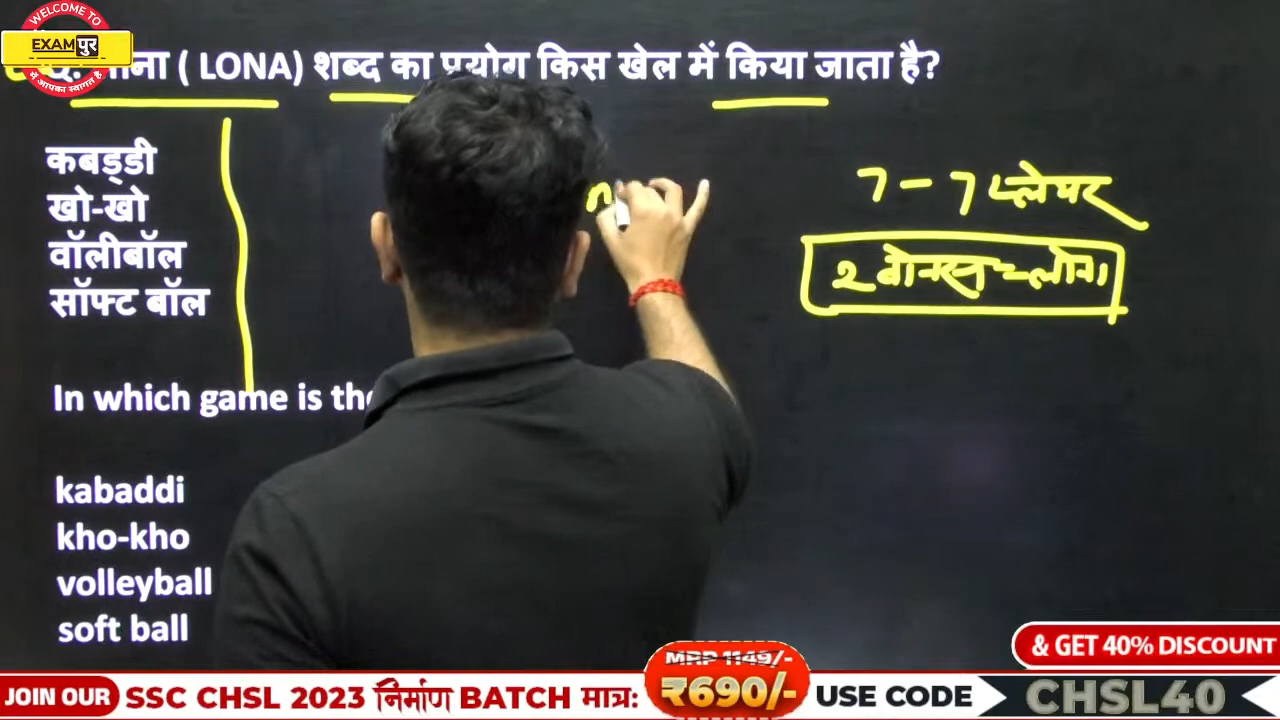 WELCOME TO
EXAMपुर
में आपका स्वागत है
( LONA) शब्द का प्रयोग किस खेल में किया जाता है?
कबड्डी
खो-खो
वॉलीबॉल
सॉफ्ट बॉल
7 - 7 प्लेयर
2 बोनस = लोना
In which game is the
kabaddi
kho-kho
volleyball
soft ball
& GET 40% DISCOUNT
MRP 1149/-
JOIN OUR SSC CHSL 2023 निर्माण BATCH मात्र: ₹690/- USE CODE CHSL40